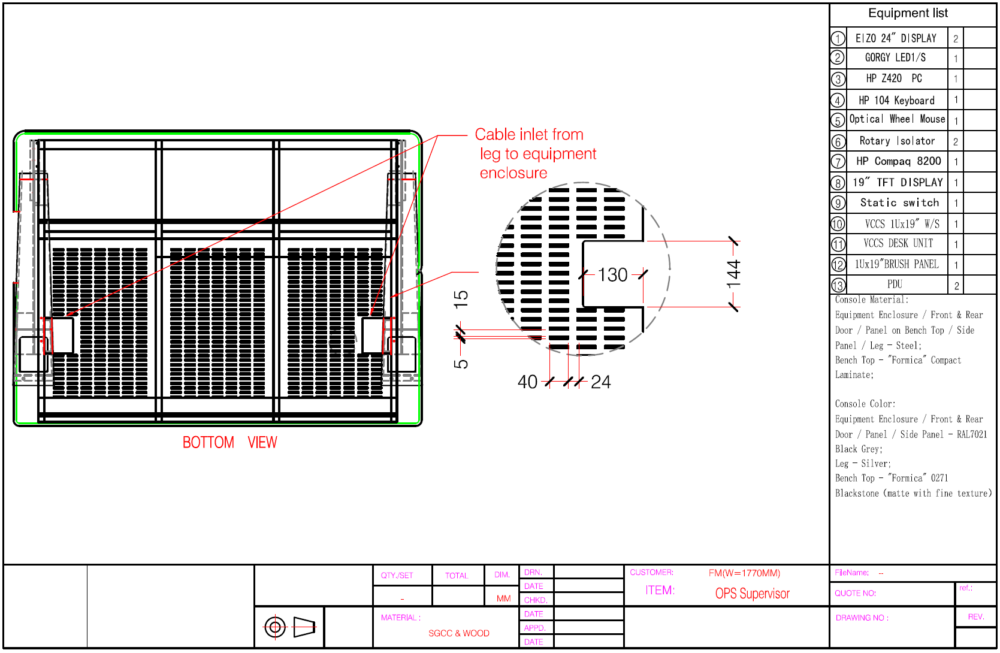 Equipment list
1 EIZO 24" DISPLAY 2
2 GORGY LED1/S 1
3 HP Z420 PC 1
4 HP 104 Keyboard 1
5 Optical Wheel Mouse 1
6 Rotary Isolator 2
7 HP Compaq 8200 1
8 19" TFT DISPLAY 1
9 Static switch 1
10 VCCS 1Ux19" W/S 1
11 VCCS DESK UNIT 1
12 1Ux19"BRUSH PANEL 1
13 PDU 2
Console Material:
Equipment Enclosure / Front & Rear
Door / Panel on Bench Top / Side
Panel / Leg - Steel;
Bench Top - "Formica" Compact
Laminate;
Console Color:
Equipment Enclosure / Front & Rear
Door / Panel / Side Panel - RAL7021
Black Grey;
Leg - Silver;
Bench Top - "Formica" 0271
Blackstone (matte with fine texture)
Cable inlet from
leg to equipment
enclosure
130
144
15
5
40
24
BOTTOM VIEW
QTY./SET
TOTAL
DIM.
-
MM
MATERIAL :
SGCC & WOOD
DRN.
DATE
CHKD.
DATE
APPD.
DATE
CUSTOMER: FM(W=1770MM)
ITEM: OPS Supervisor
FileName; --
QUOTE NO:
ref.:
DRAWING NO :
REV.